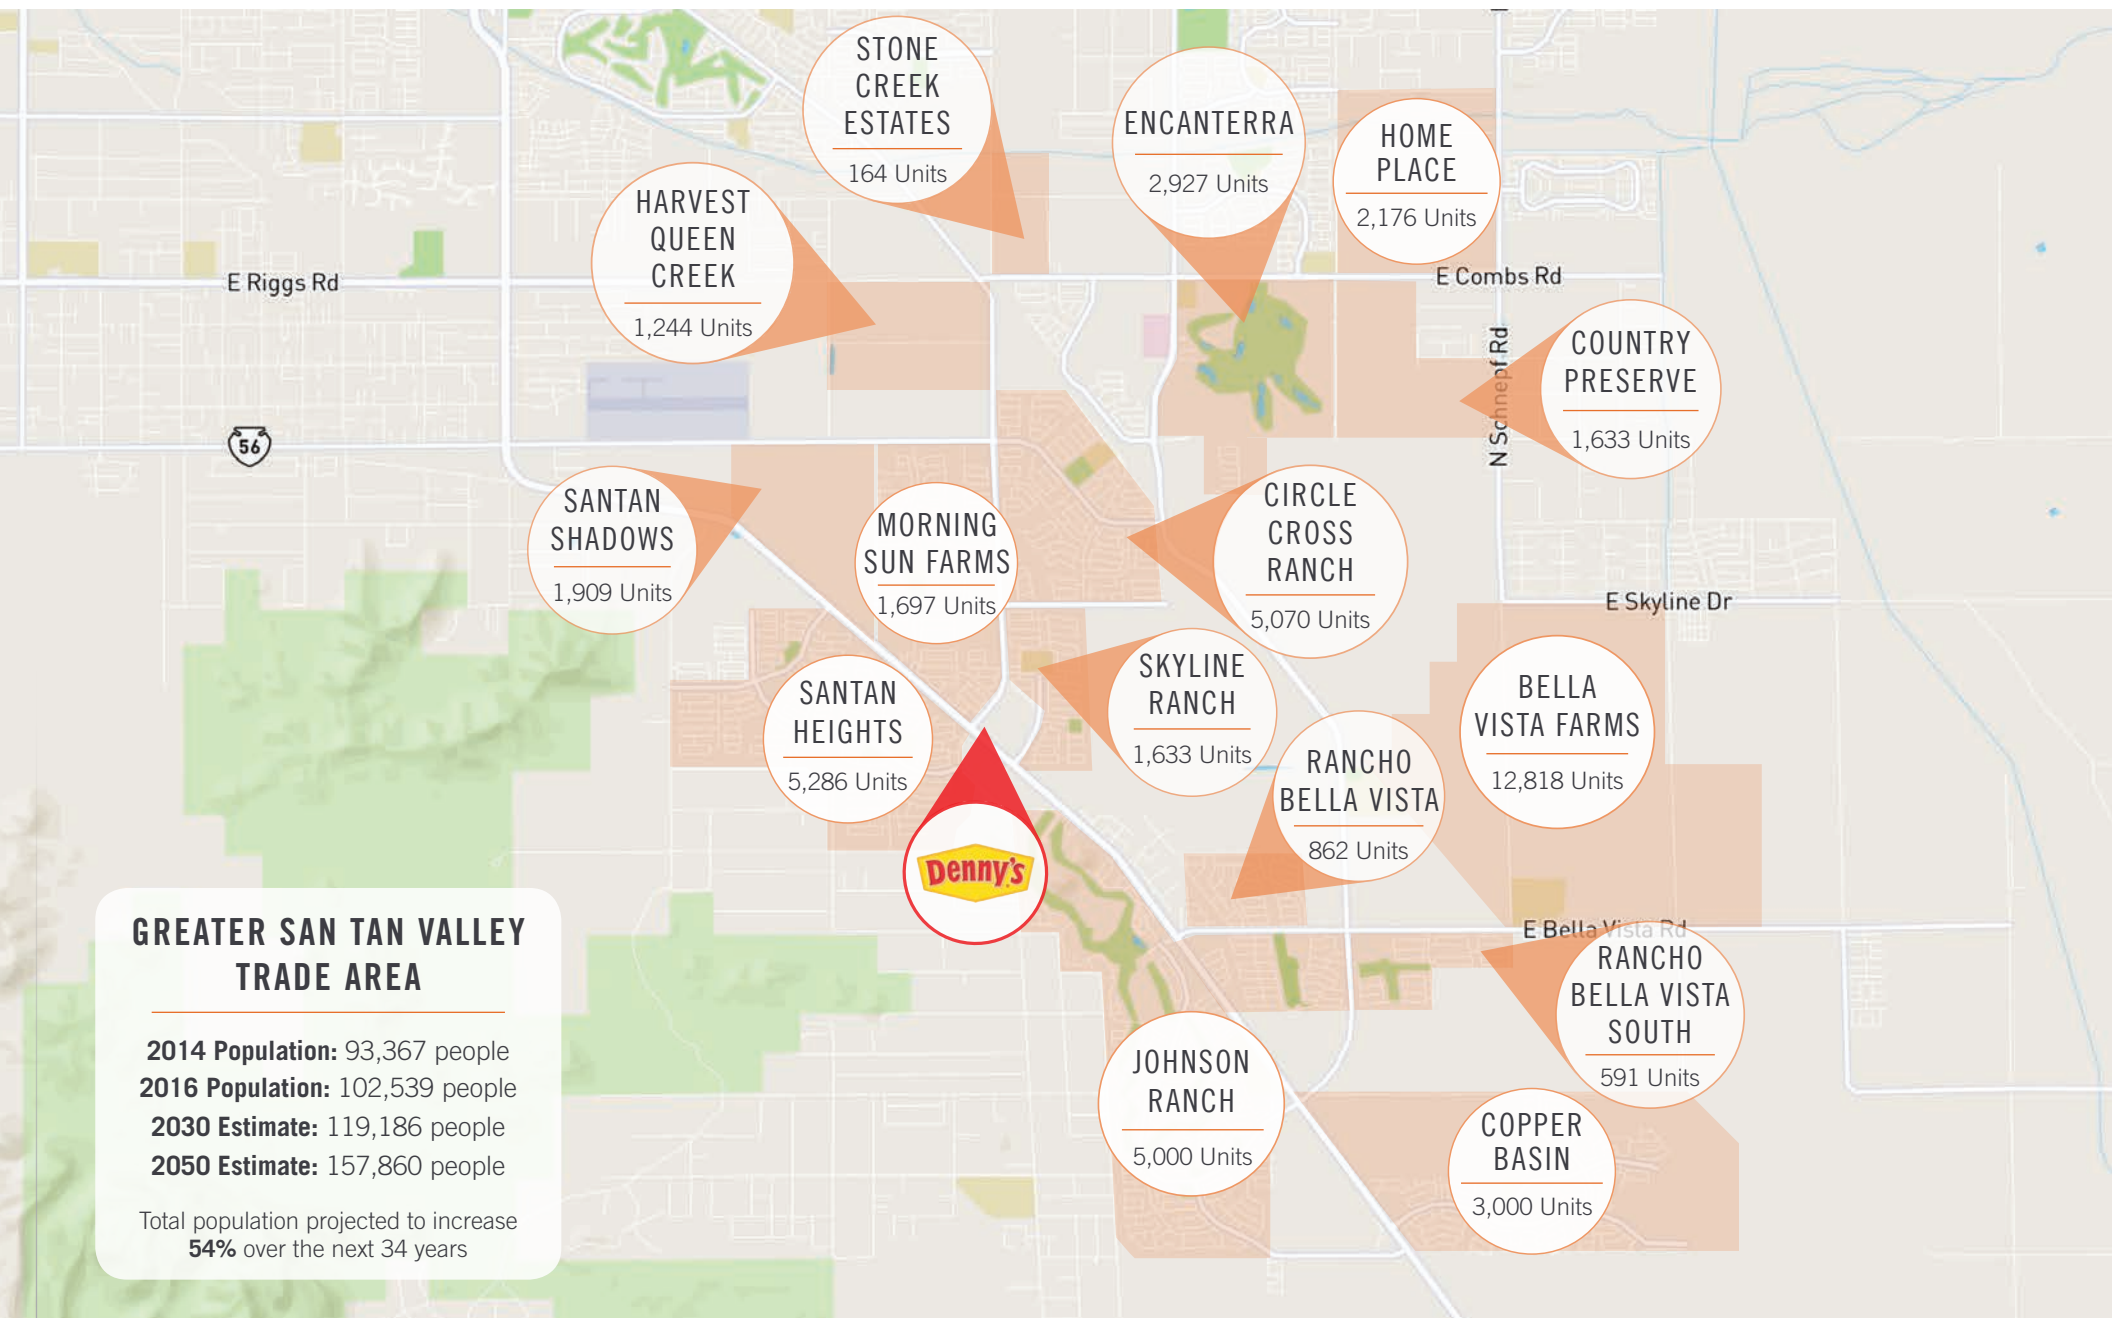 STONE
CREEK
ESTATES
164 Units
ENCANTERRA
2,927 Units
HOME
PLACE
2,176 Units
HARVEST
QUEEN
CREEK
1,244 Units
E Riggs Rd
E Combs Rd
N Schnepf Rd
COUNTRY
PRESERVE
1,633 Units
56
SANTAN
SHADOWS
1,909 Units
MORNING
SUN FARMS
1,697 Units
CIRCLE
CROSS
RANCH
5,070 Units
E Skyline Dr
SANTAN
HEIGHTS
5,286 Units
SKYLINE
RANCH
1,633 Units
RANCHO
BELLA VISTA
862 Units
BELLA
VISTA FARMS
12,818 Units
Denny's
E Bella Vista Rd
RANCHO
BELLA VISTA
SOUTH
591 Units
JOHNSON
RANCH
5,000 Units
COPPER
BASIN
3,000 Units
GREATER SAN TAN VALLEY
TRADE AREA
2014 Population: 93,367 people
2016 Population: 102,539 people
2030 Estimate: 119,186 people
2050 Estimate: 157,860 people
Total population projected to increase
54% over the next 34 years